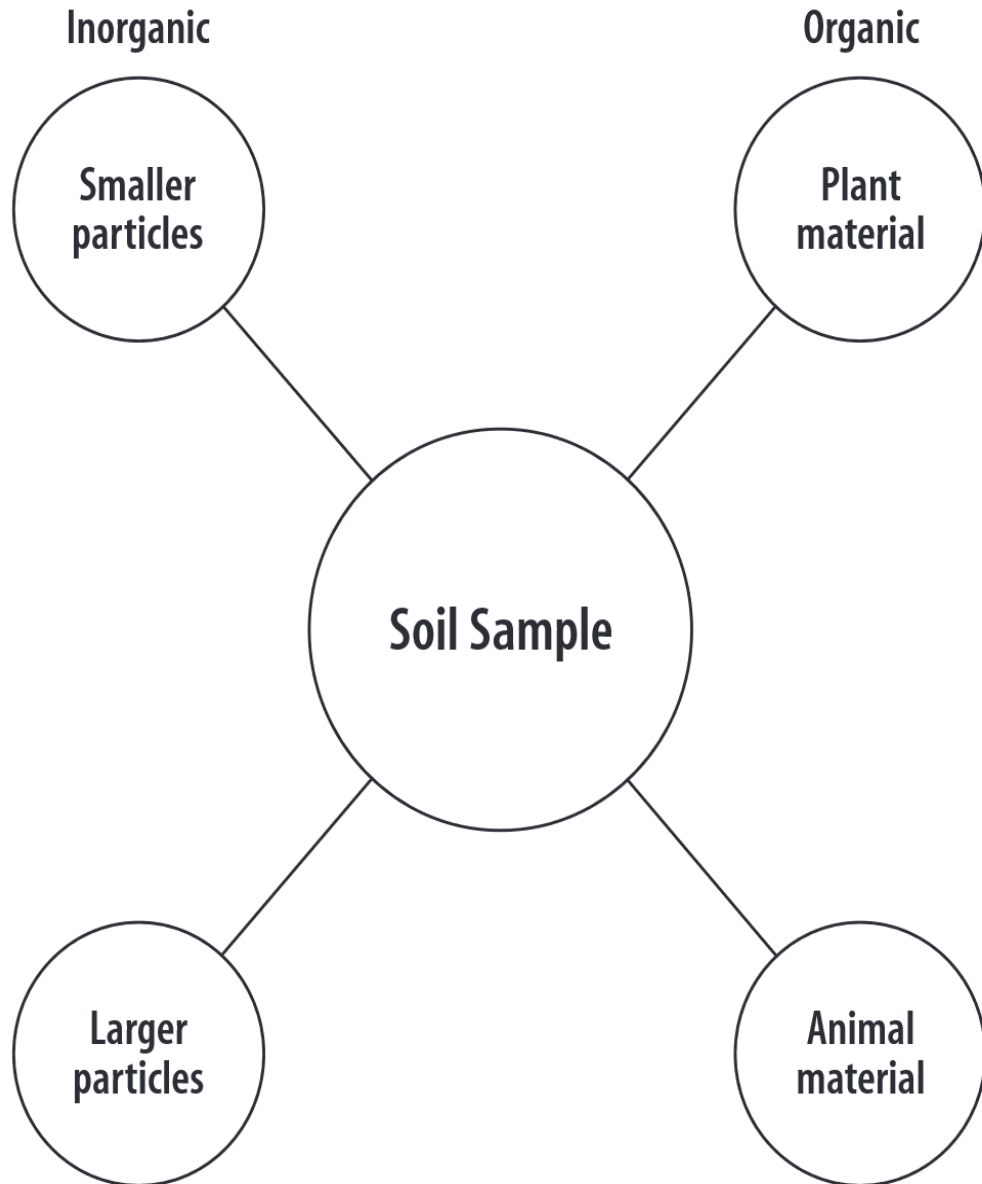 Inorganic
Organic
Smaller
particles
Plant
material
Soil Sample
Larger
particles
Animal
material